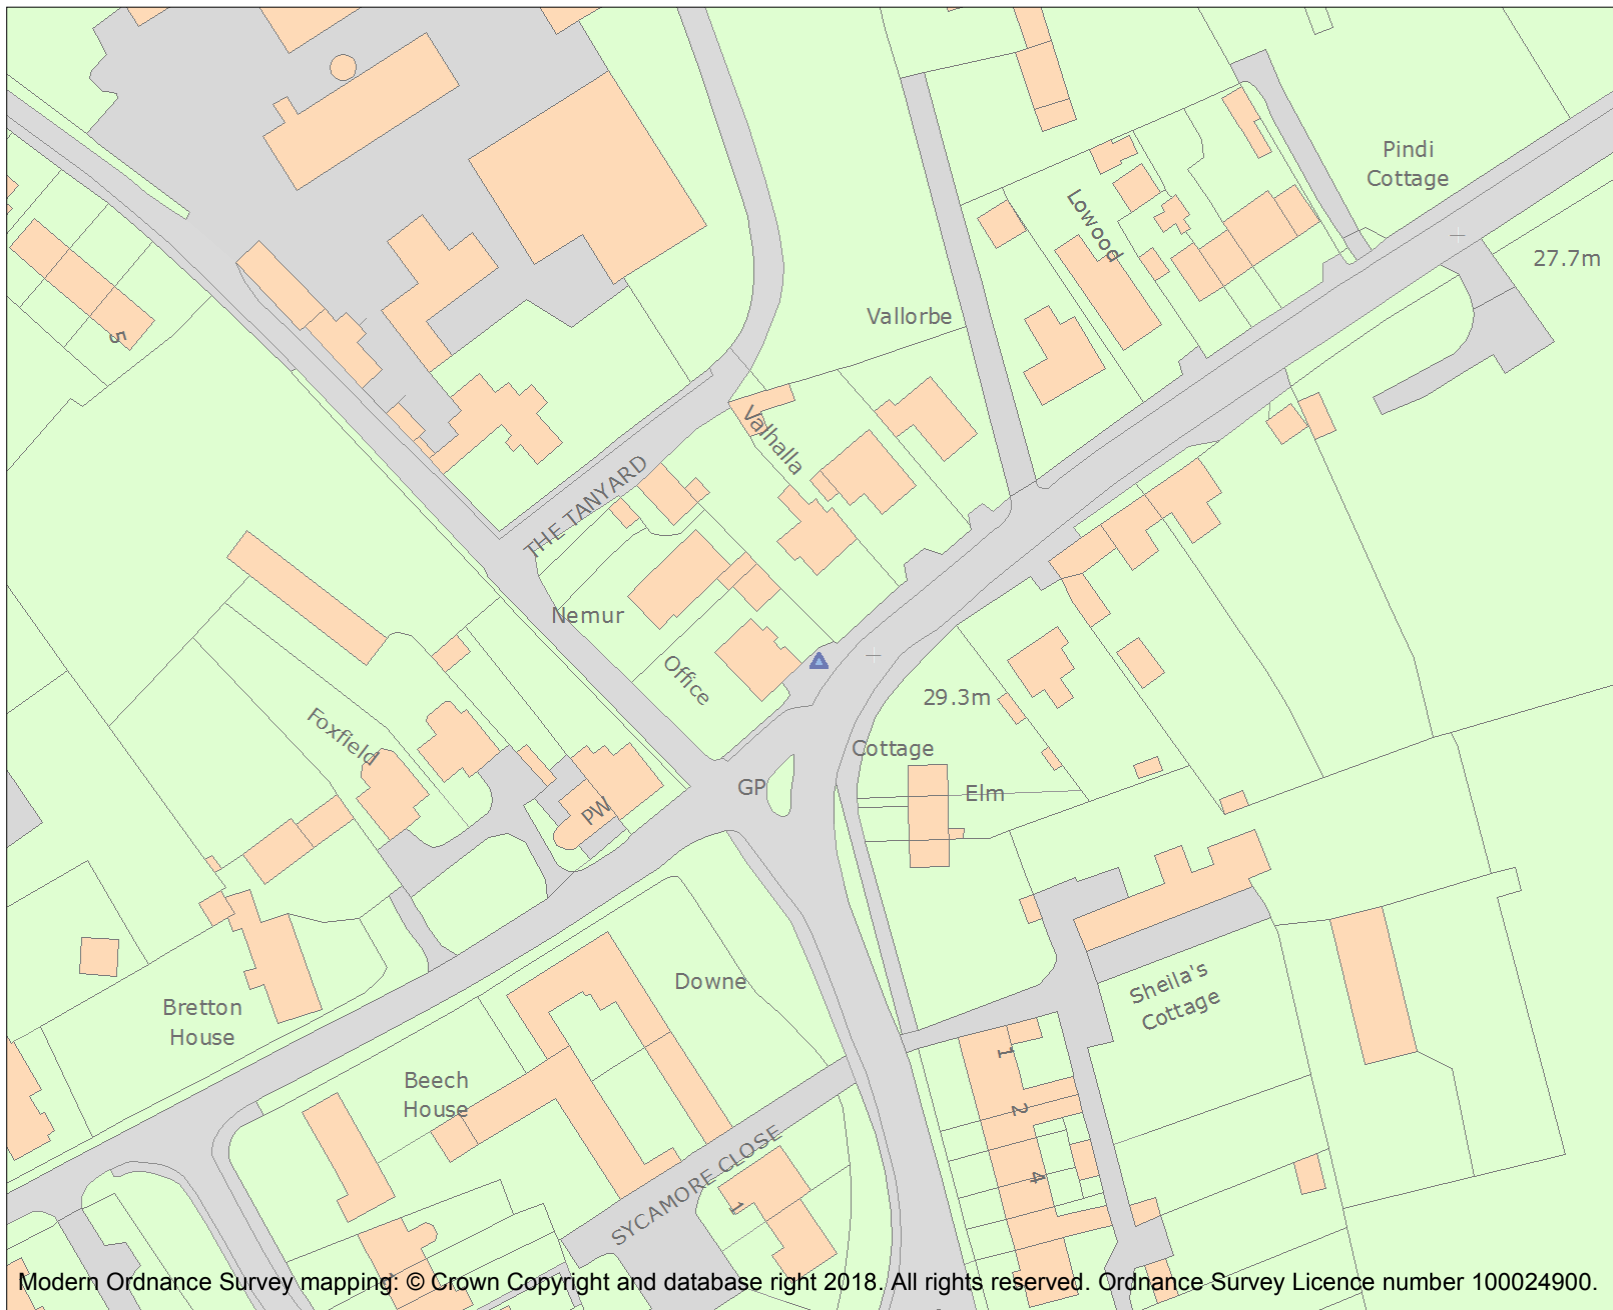 Pindi
Cottage
Lowood
27.7m
Vallorbe
5
Valhalla
THE TANYARD
Nemur
Office
29.3m
Foxfield
Cottage
GP
Elm
PW
Downe
Sheila's
Cottage
Bretton
House
1
Beech
House
2
SYCAMORE CLOSE
4
1
Modern Ordnance Survey mapping: © Crown Copyright and database right 2018. All rights reserved. Ordnance Survey Licence number 100024900.